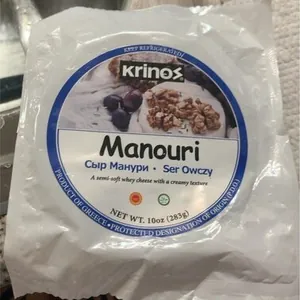 KEEP REFRIGERATED
KRINOS
Manouri
Сыр Манури • Ser Owczy
A semi-soft whey cheese with a creamy texture
NET WT. 10oz (283g)
PRODUCT OF GREECE • PROTECTED DESIGNATION OF ORIGIN (P.D.O.)